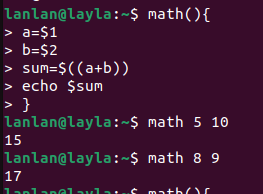 lanlan@layla:~$ math(){
> a=$1
> b=$2
> sum=$((a+b))
> echo $sum
> }
lanlan@layla:~$ math 5 10
15
lanlan@layla:~$ math 8 9
17
lanlan@layla:~$ math(){